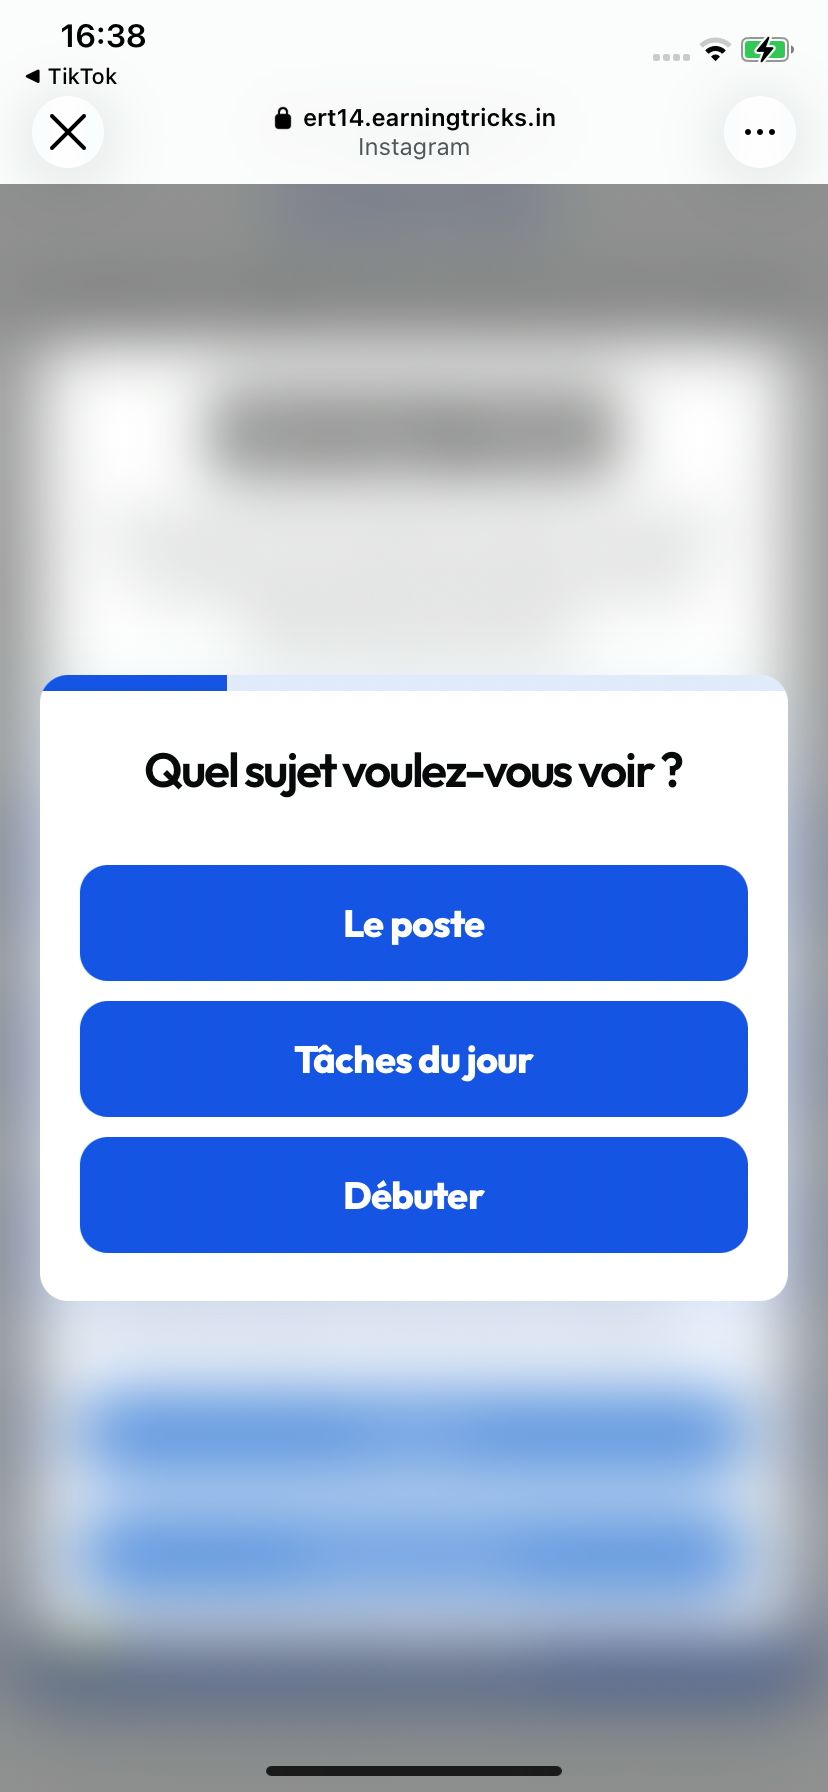 16:38
◀ TikTok
ert14.earningtricks.in
Instagram
Quel sujet voulez-vous voir ?
Le poste
Tâches du jour
Débuter